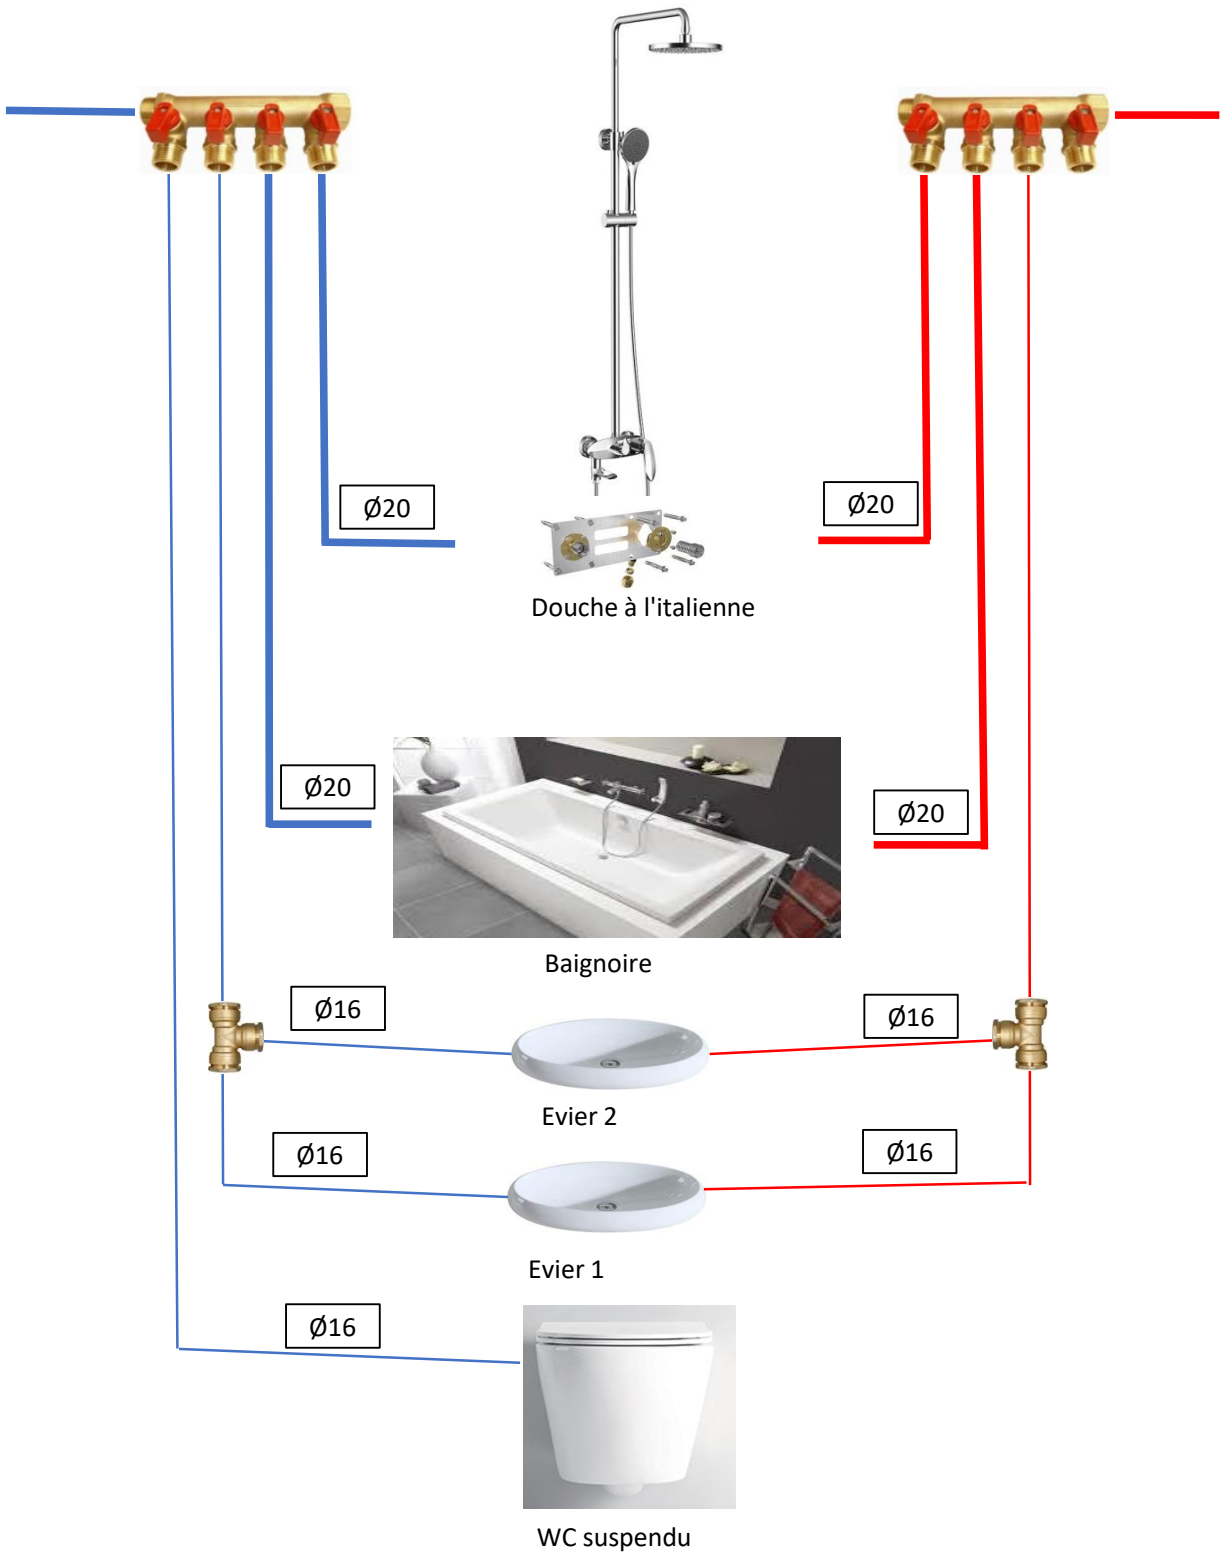 Ø20
Ø20
Douche à l'italienne
Ø20
Ø20
Baignoire
Ø16
Ø16
Evier 2
Ø16
Ø16
Evier 1
Ø16
WC suspendu